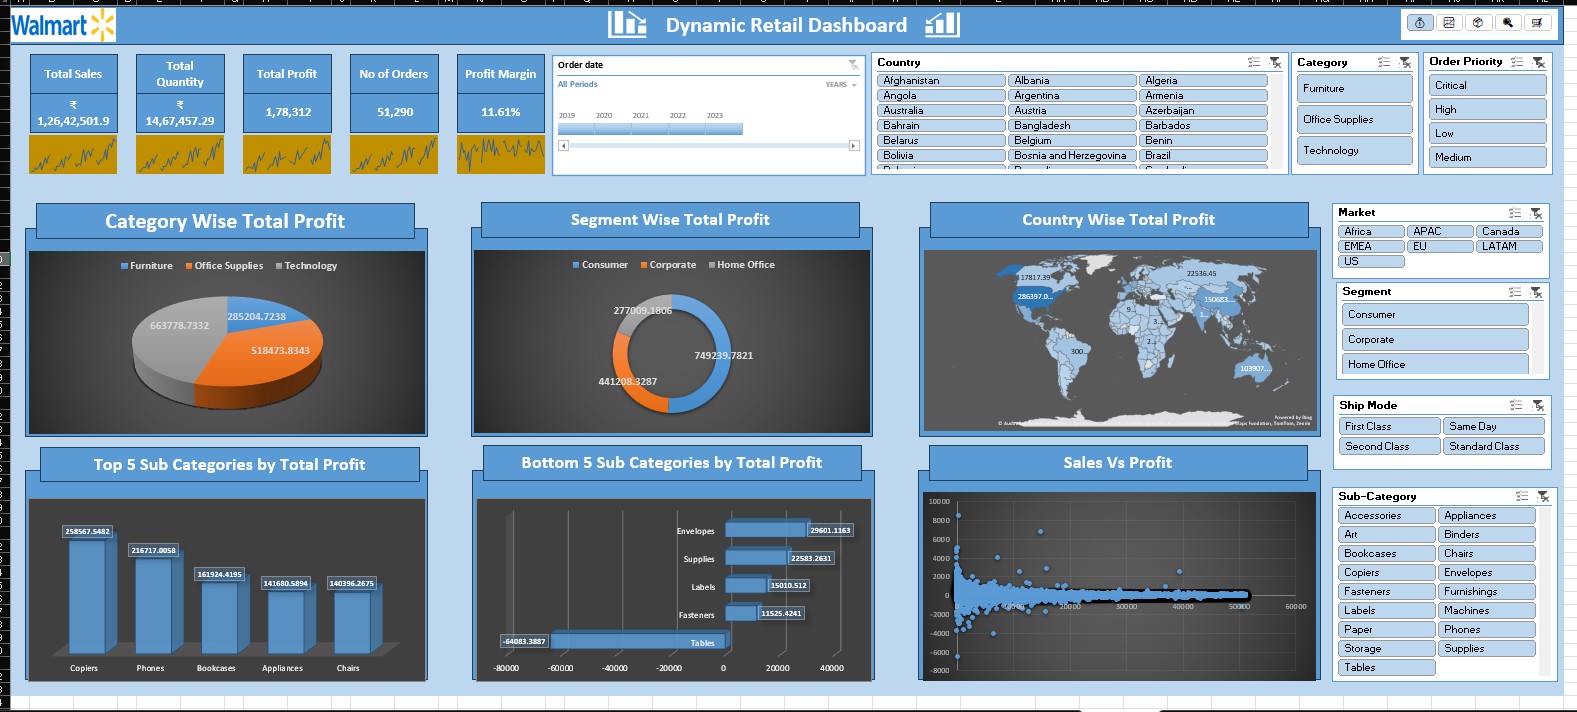 Walmart
Dynamic Retail Dashboard
Total Sales
₹
1,26,42,501.9
Total
Quantity
₹
14,67,457.29
Total Profit
1,78,312
No of Orders
51,290
Profit Margin
11.61%
Order date
All Periods
YEARS
2019 2020 2021 2022 2023
Country
Afghanistan Albania Algeria
Angola Argentina Armenia
Australia Austria Azerbaijan
Bahrain Bangladesh Barbados
Belarus Belgium Benin
Bolivia Bosnia and Herzegovina Brazil
Category
Furniture
Office Supplies
Technology
Order Priority
Critical
High
Low
Medium
Category Wise Total Profit
Furniture Office Supplies Technology
663778.7332
285204.7238
518473.8343
Segment Wise Total Profit
Consumer Corporate Home Office
277009.1806
749239.7821
441208.3287
Country Wise Total Profit
17817.39
22536.45
286397.0...
150683....
9...
3...
1...
2...
300...
103907....
Powered by Bing
Market
Africa APAC Canada
EMEA EU LATAM
US
Segment
Consumer
Corporate
Home Office
Ship Mode
First Class Same Day
Second Class Standard Class
Top 5 Sub Categories by Total Profit
258567.5482
216717.0058
161924.4195
141680.5894
140396.2675
Copiers Phones Bookcases Appliances Chairs
Bottom 5 Sub Categories by Total Profit
Envelopes 29601.1163
Supplies 22583.2631
Labels 15010.512
Fasteners 11525.4241
-64083.3887 Tables
-80000 -60000 -40000 -20000 0 20000 40000
Sales Vs Profit
10000
8000
6000
4000
2000
0
-2000
-4000
-6000
-8000
0 10000 20000 30000 40000 50000 60000
Sub-Category
Accessories Appliances
Art Binders
Bookcases Chairs
Copiers Envelopes
Fasteners Furnishings
Labels Machines
Paper Phones
Storage Supplies
Tables